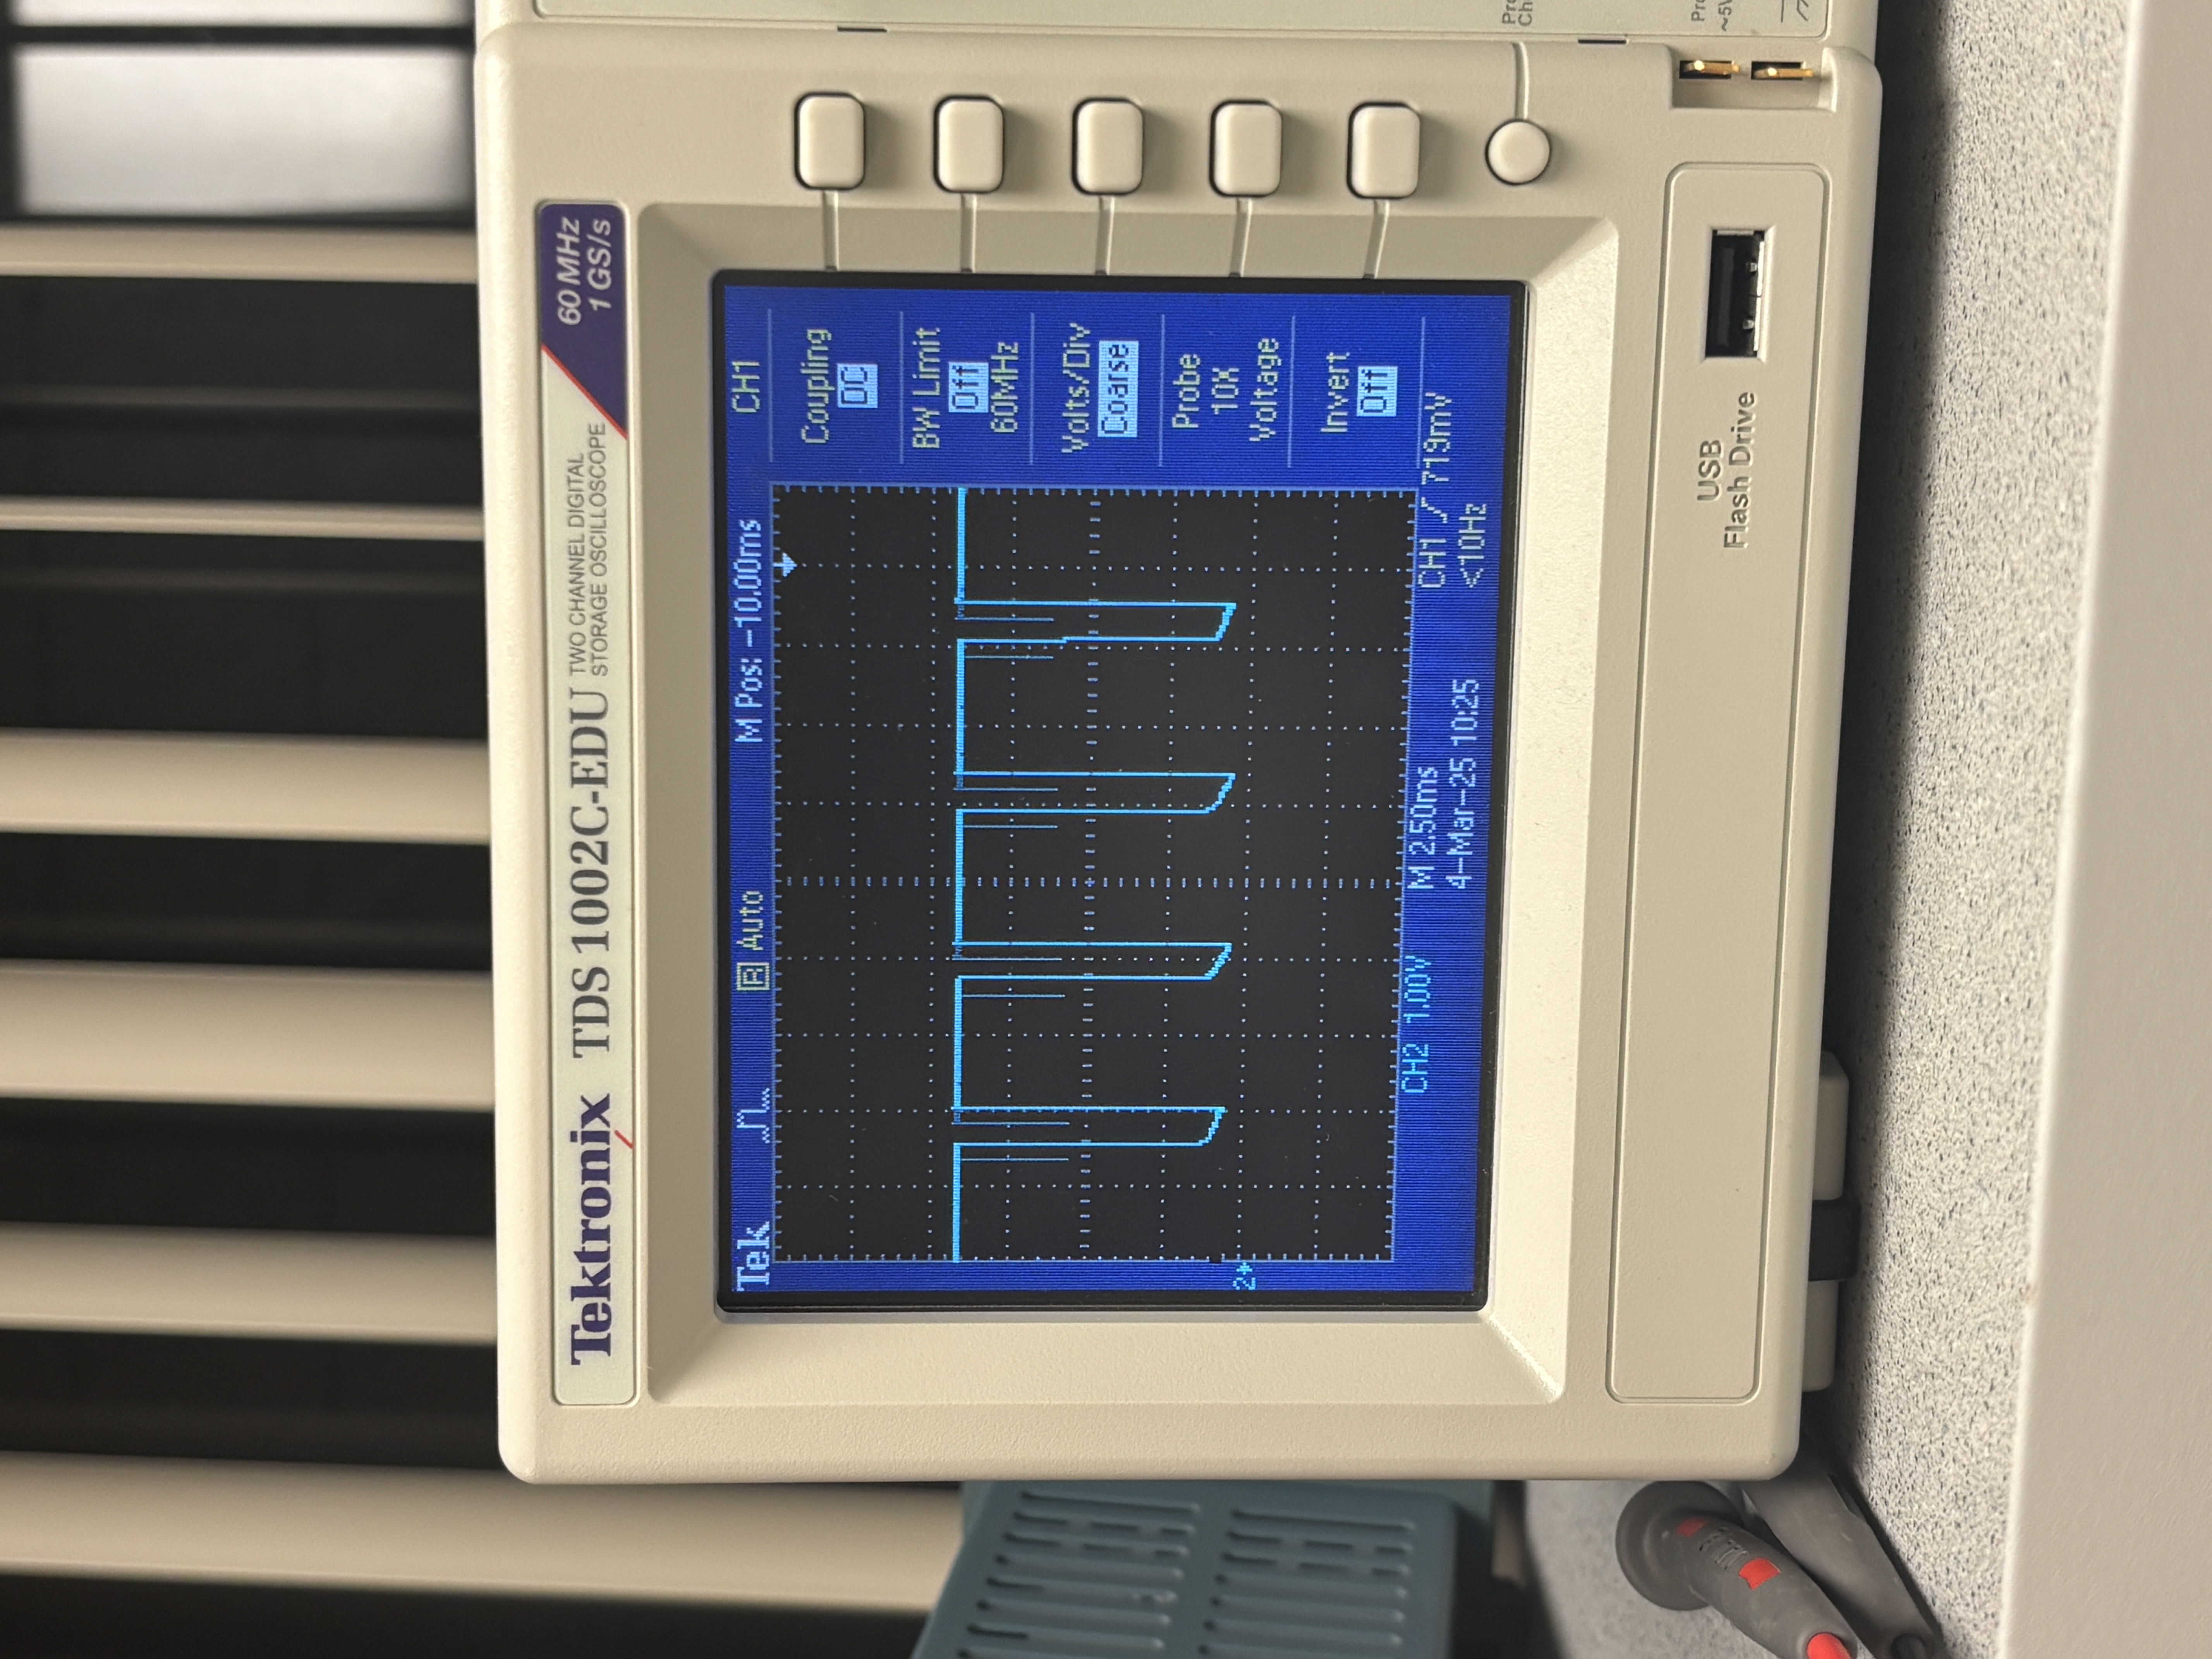 Tektronix TDS 1002C-EDU TWO CHANNEL DIGITAL STORAGE OSCILLOSCOPE
60 MHz
1 GS/s
Tek R Auto M Pos: -10.00ms CH1
Coupling
DC
BW Limit
Off
60MHz
Volts/Div
Coarse
Probe
10X
Voltage
Invert
Off
2
CH2 1.00V M 2.50ms CH1 719mV
4-Mar-25 10:25 <10Hz
USB
Flash Drive
~5V